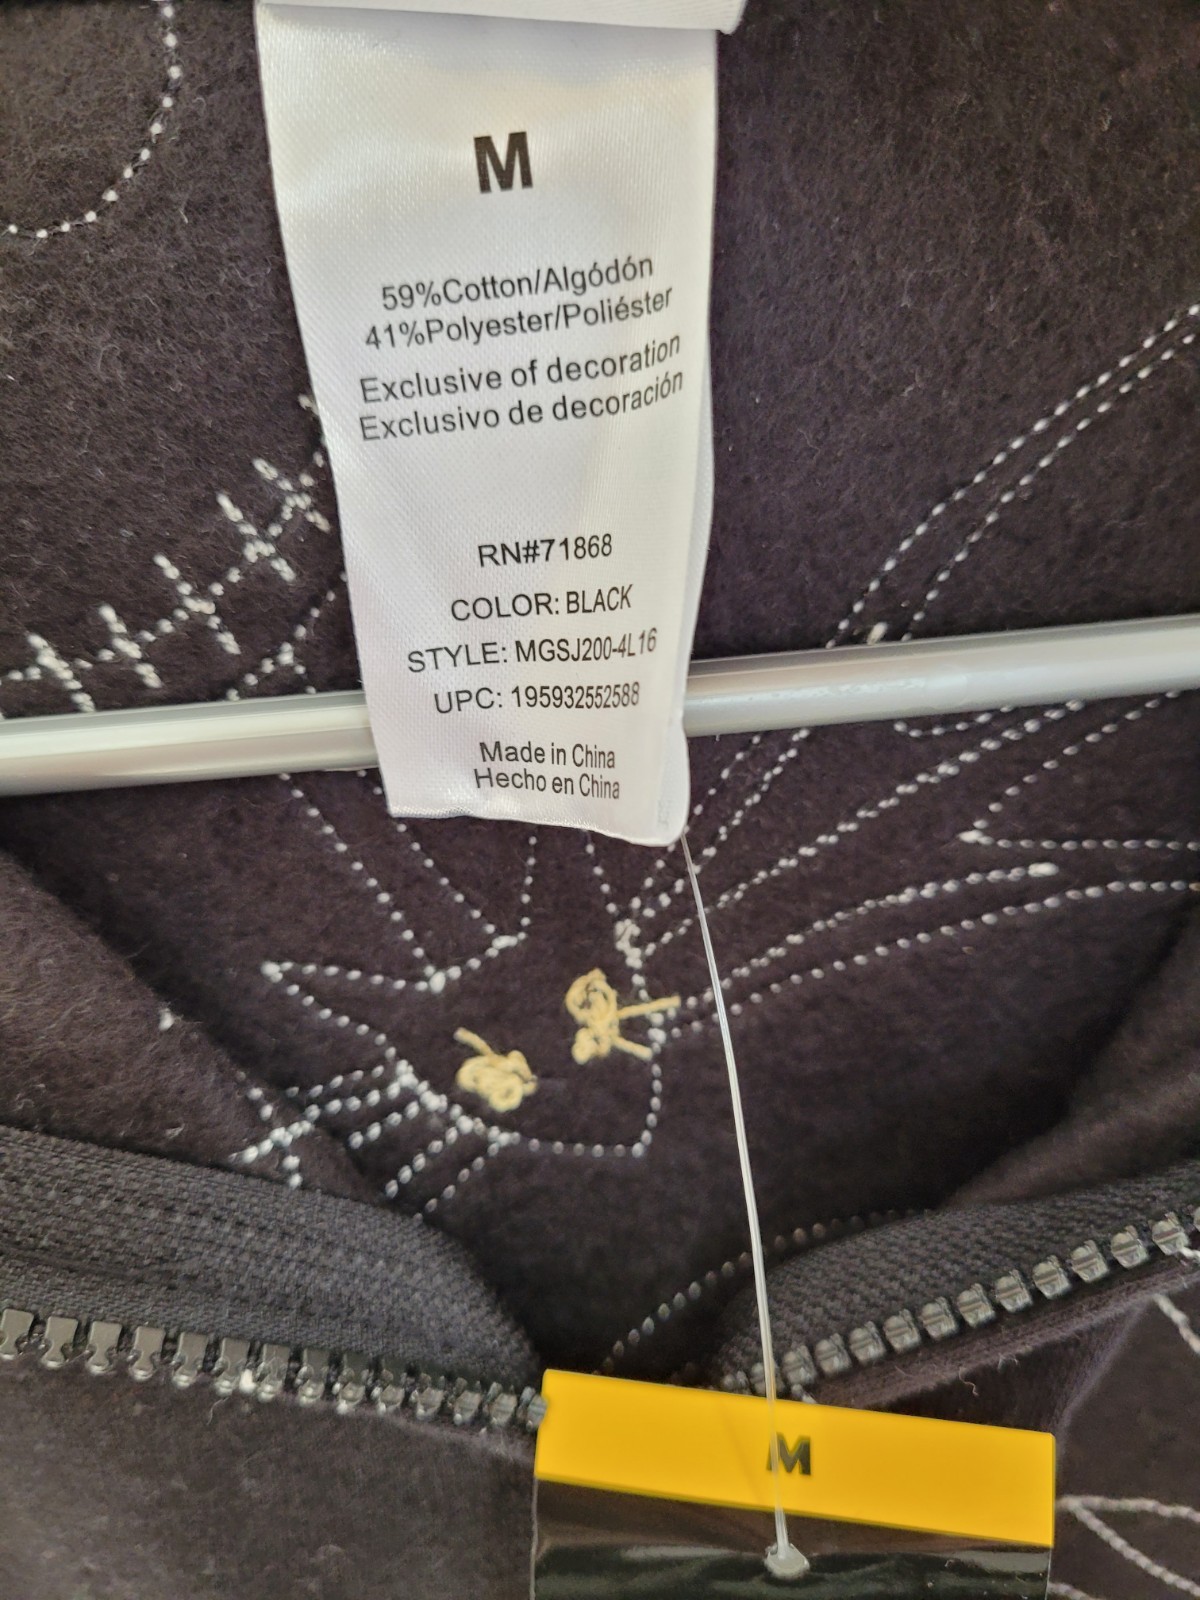 M
59%Cotton/Algódón
41%Polyester/Poliéster
Exclusive of decoration
Exclusivo de decoración
RN#71868
COLOR: BLACK
STYLE: MGSJ200-4L16
UPC: 195932552588
Made in China
Hecho en China
M